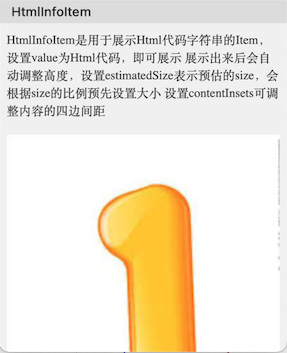 HtmlInfoItem
HtmlInfoItem是用于展示Html代码字符串的Item，
设置value为Html代码，即可展示 展示出来后会自
动调整高度，设置estimatedSize表示预估的size，会
根据size的比例预先设置大小 设置contentInsets可调
整内容的四边间距